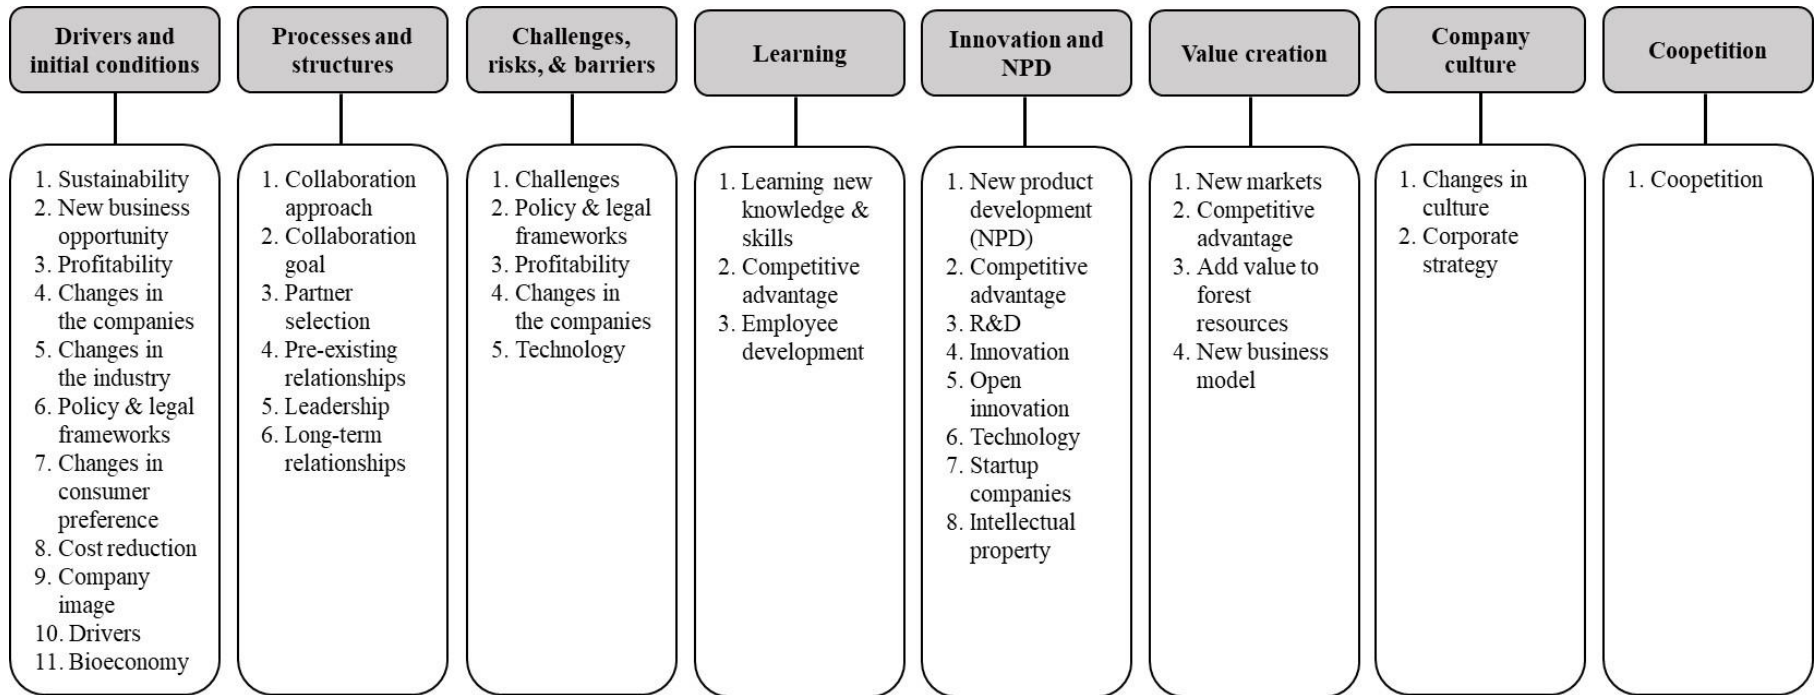 Drivers and
initial conditions
1. Sustainability
2. New business
opportunity
3. Profitability
4. Changes in
the companies
5. Changes in
the industry
6. Policy & legal
frameworks
7. Changes in
consumer
preference
8. Cost reduction
9. Company
image
10. Drivers
11. Bioeconomy
Processes and
structures
1. Collaboration
approach
2. Collaboration
goal
3. Partner
selection
4. Pre-existing
relationships
5. Leadership
6. Long-term
relationships
Challenges,
risks, & barriers
1. Challenges
2. Policy & legal
frameworks
3. Profitability
4. Changes in
the companies
5. Technology
Learning
1. Learning new
knowledge &
skills
2. Competitive
advantage
3. Employee
development
Innovation and
NPD
1. New product
development
(NPD)
2. Competitive
advantage
3. R&D
4. Innovation
5. Open
innovation
6. Technology
7. Startup
companies
8. Intellectual
property
Value creation
1. New markets
2. Competitive
advantage
3. Add value to
forest
resources
4. New business
model
Company
culture
1. Changes in
culture
2. Corporate
strategy
Coopetition
1. Coopetition